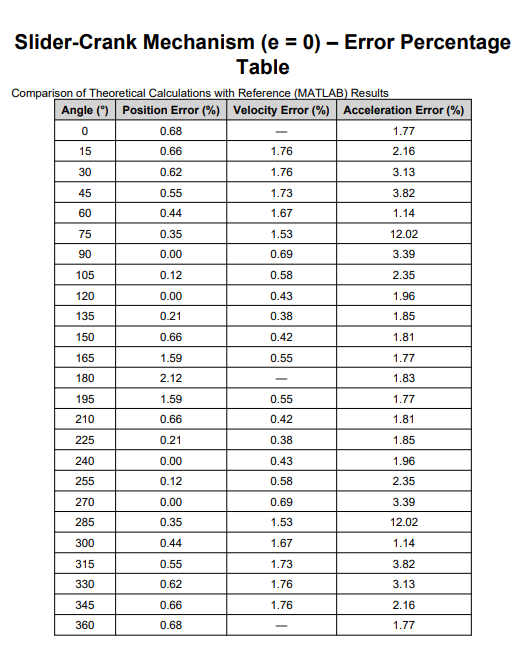 Slider-Crank Mechanism (e = 0) – Error Percentage
Table
Comparison of Theoretical Calculations with Reference (MATLAB) Results
Angle (°) Position Error (%) Velocity Error (%) Acceleration Error (%)
0 0.68 — 1.77
15 0.66 1.76 2.16
30 0.62 1.76 3.13
45 0.55 1.73 3.82
60 0.44 1.67 1.14
75 0.35 1.53 12.02
90 0.00 0.69 3.39
105 0.12 0.58 2.35
120 0.00 0.43 1.96
135 0.21 0.38 1.85
150 0.66 0.42 1.81
165 1.59 0.55 1.77
180 2.12 — 1.83
195 1.59 0.55 1.77
210 0.66 0.42 1.81
225 0.21 0.38 1.85
240 0.00 0.43 1.96
255 0.12 0.58 2.35
270 0.00 0.69 3.39
285 0.35 1.53 12.02
300 0.44 1.67 1.14
315 0.55 1.73 3.82
330 0.62 1.76 3.13
345 0.66 1.76 2.16
360 0.68 — 1.77